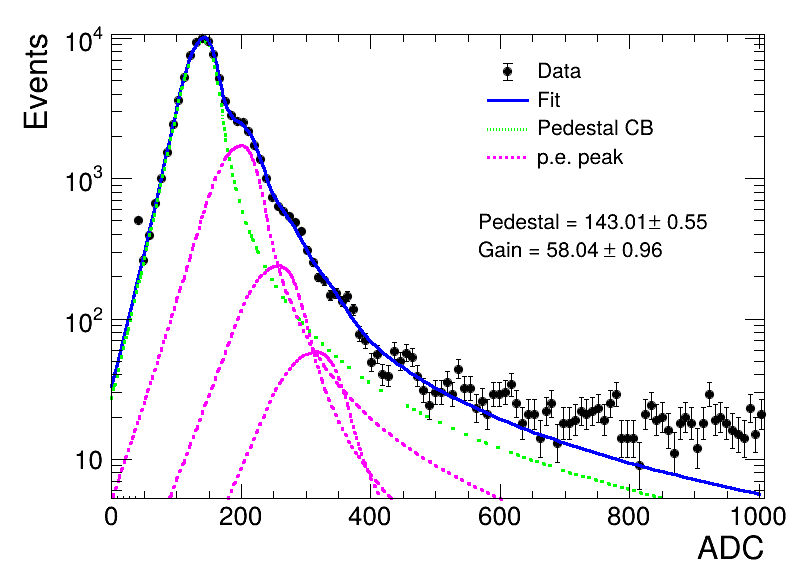 Events
10⁴
10³
10²
10
Data
Fit
Pedestal CB
p.e. peak
Pedestal = 143.01± 0.55
Gain = 58.04 ± 0.96
0 200 400 600 800 1000
ADC